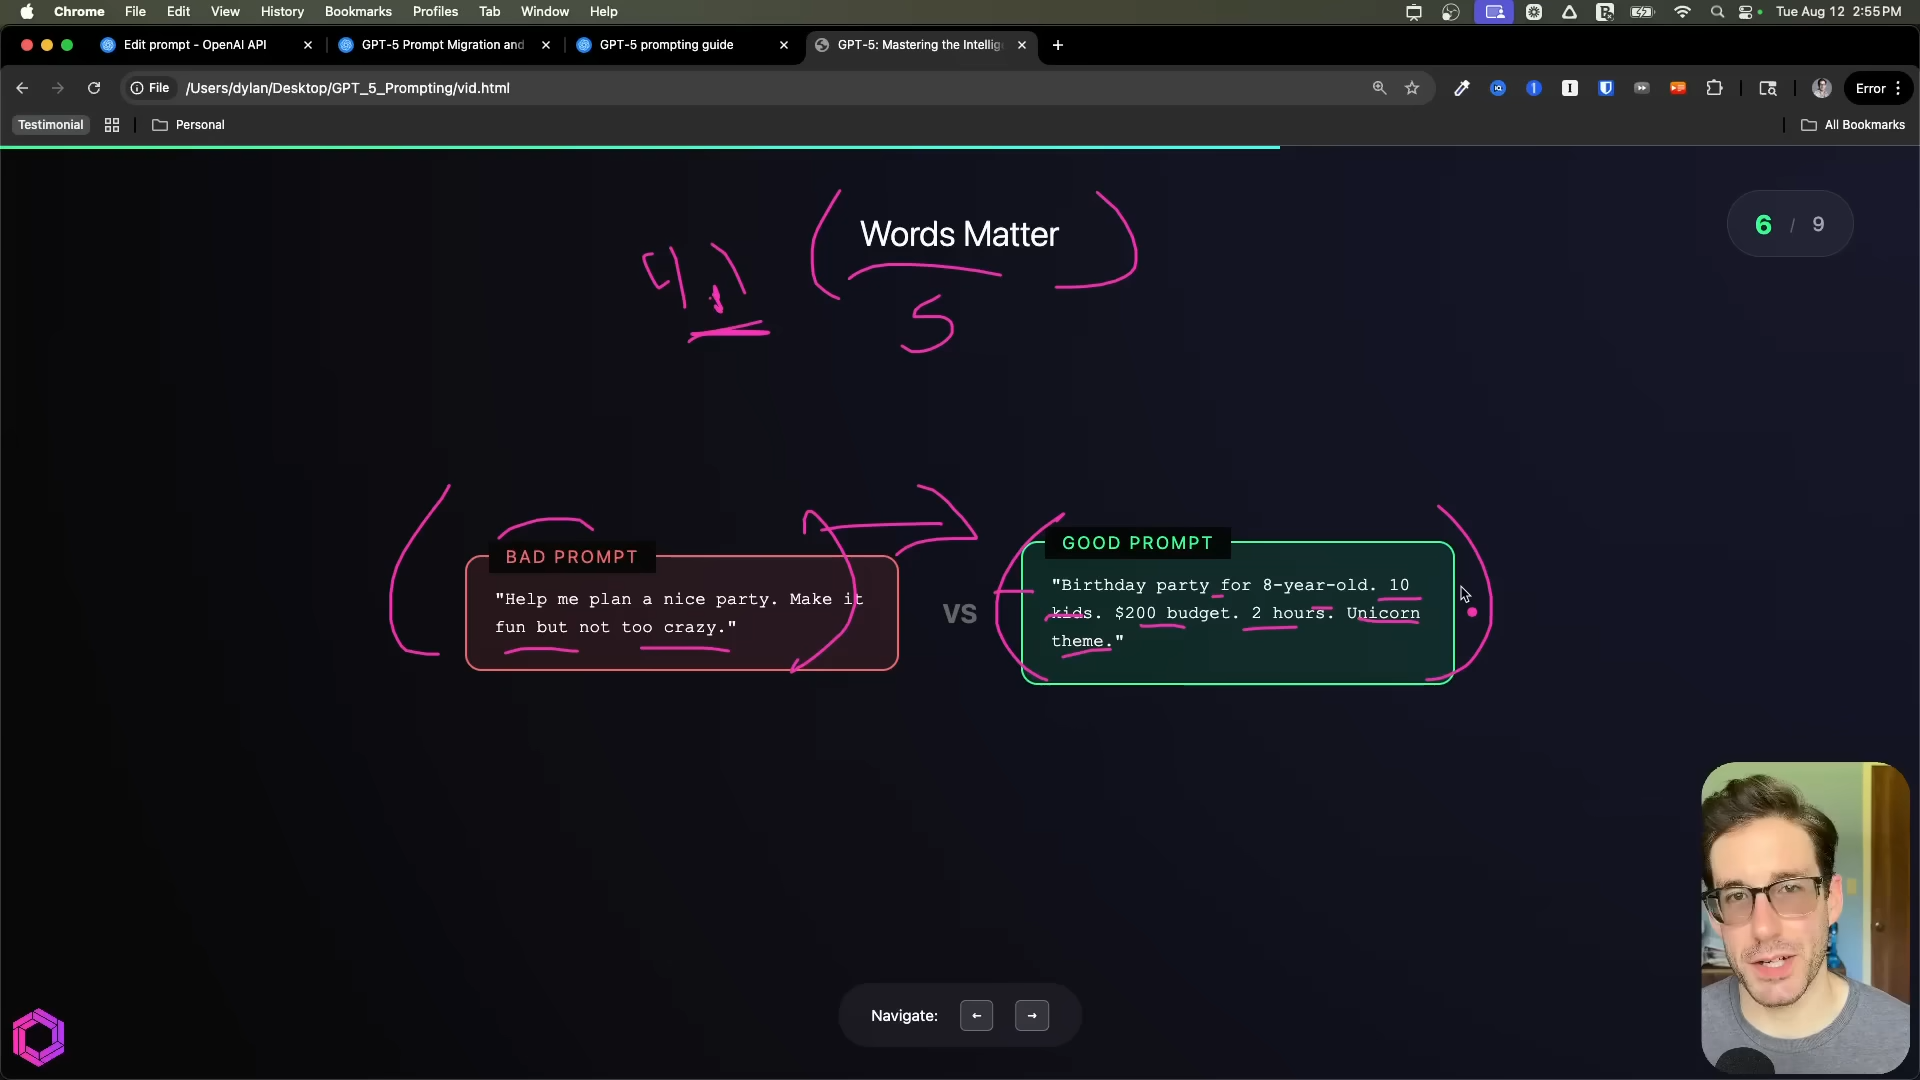 Chrome File Edit View History Bookmarks Profiles Tab Window Help Tue Aug 12 2:55 PM
Edit prompt - OpenAI API GPT-5 Prompt Migration and GPT-5 prompting guide GPT-5: Mastering the Intellig
File /Users/dylan/Desktop/GPT_5_Prompting/vid.html Error
Testimonial Personal All Bookmarks
6 / 9
Words Matter
4.1
5
BAD PROMPT
"Help me plan a nice party. Make it
fun but not too crazy."
VS
GOOD PROMPT
"Birthday party for 8-year-old. 10
kids. $200 budget. 2 hours. Unicorn
theme."
Navigate: ← →